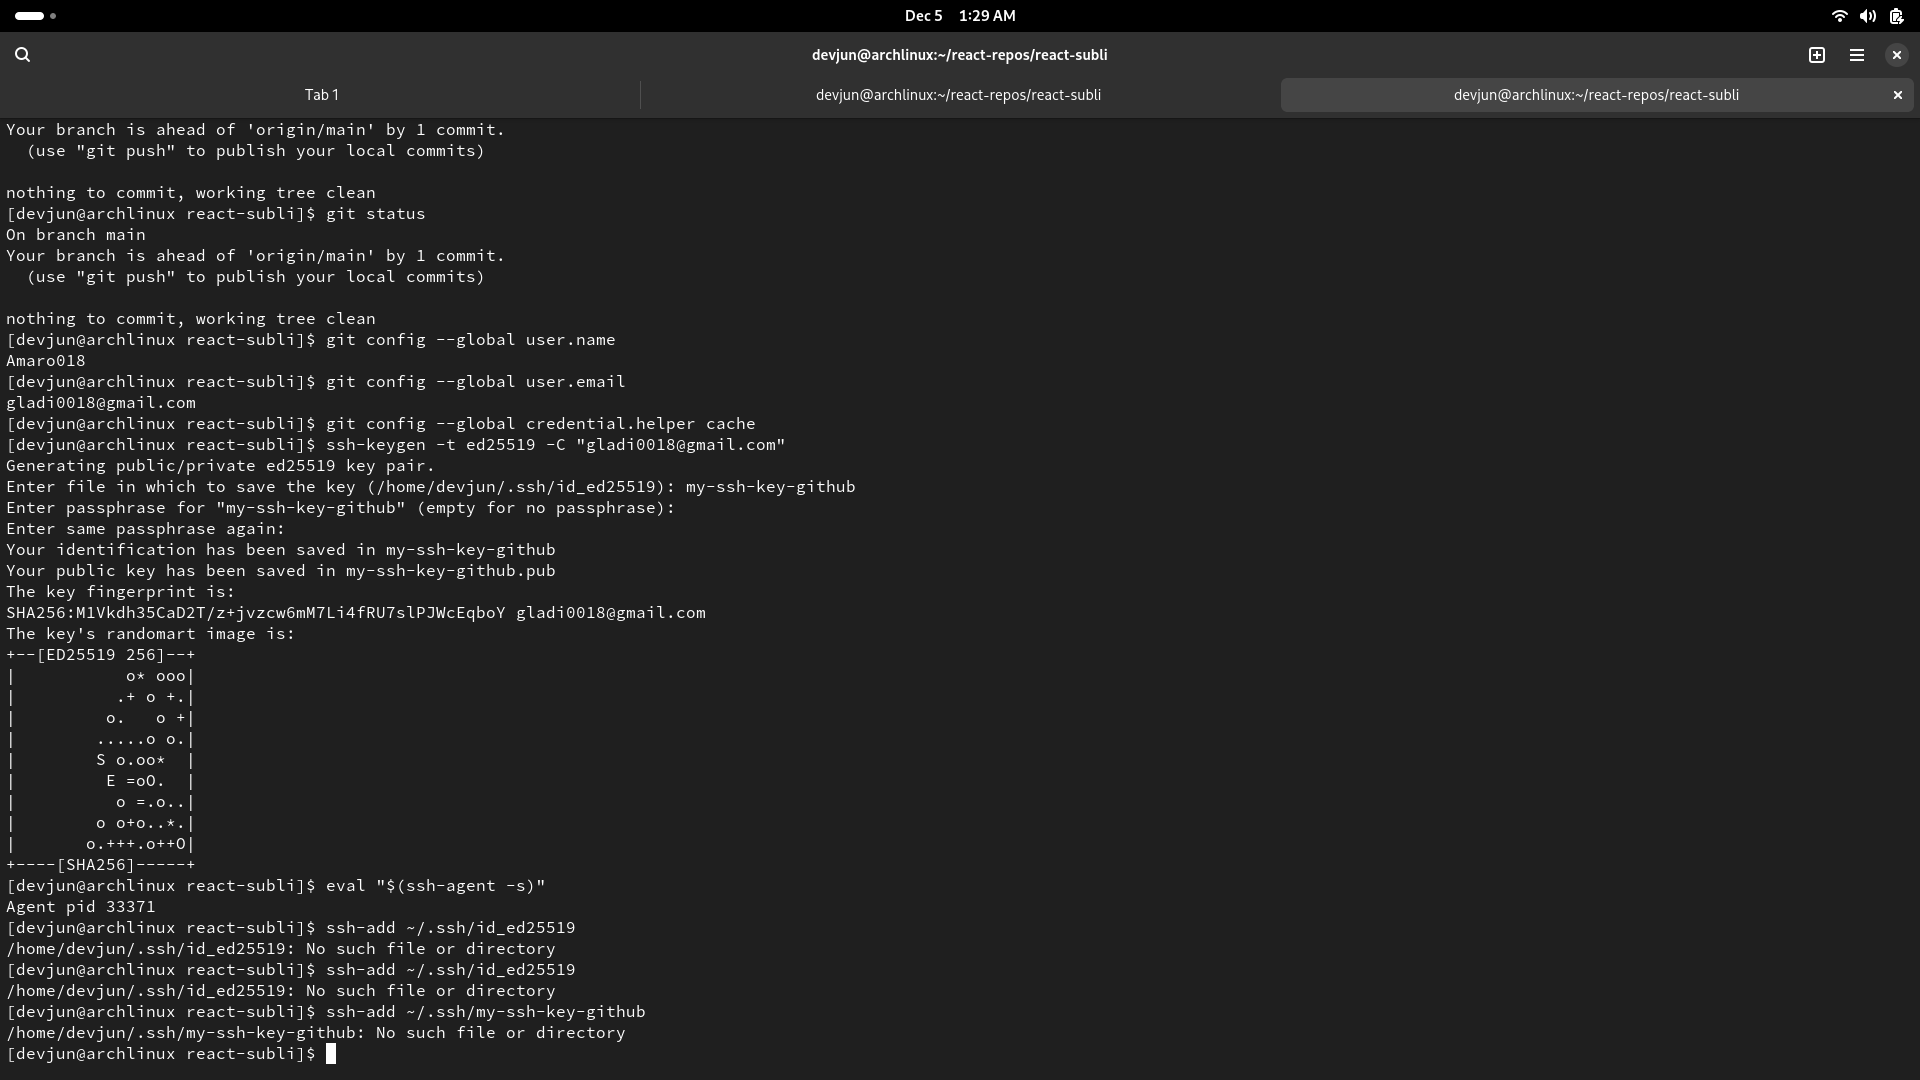 Dec 5 1:29 AM
devjun@archlinux:~/react-repos/react-subli
Tab 1
devjun@archlinux:~/react-repos/react-subli
devjun@archlinux:~/react-repos/react-subli
Your branch is ahead of 'origin/main' by 1 commit.
  (use "git push" to publish your local commits)

nothing to commit, working tree clean
[devjun@archlinux react-subli]$ git status
On branch main
Your branch is ahead of 'origin/main' by 1 commit.
  (use "git push" to publish your local commits)

nothing to commit, working tree clean
[devjun@archlinux react-subli]$ git config --global user.name
Amaro018
[devjun@archlinux react-subli]$ git config --global user.email
gladi0018@gmail.com
[devjun@archlinux react-subli]$ git config --global credential.helper cache
[devjun@archlinux react-subli]$ ssh-keygen -t ed25519 -C "gladi0018@gmail.com"
Generating public/private ed25519 key pair.
Enter file in which to save the key (/home/devjun/.ssh/id_ed25519): my-ssh-key-github
Enter passphrase for "my-ssh-key-github" (empty for no passphrase):
Enter same passphrase again:
Your identification has been saved in my-ssh-key-github
Your public key has been saved in my-ssh-key-github.pub
The key fingerprint is:
SHA256:M1Vkdh35CaD2T/z+jvzcw6mM7Li4fRU7slPJWcEqboY gladi0018@gmail.com
The key's randomart image is:
+--[ED25519 256]--+
|           o* ooo|
|          .+ o +.|
|         o.   o +|
|        .....o o.|
|        S o.oo*  |
|         E =oO.  |
|          o =.o..|
|        o o+o..*.|
|       o.+++.o++O|
+----[SHA256]-----+
[devjun@archlinux react-subli]$ eval "$(ssh-agent -s)"
Agent pid 33371
[devjun@archlinux react-subli]$ ssh-add ~/.ssh/id_ed25519
/home/devjun/.ssh/id_ed25519: No such file or directory
[devjun@archlinux react-subli]$ ssh-add ~/.ssh/id_ed25519
/home/devjun/.ssh/id_ed25519: No such file or directory
[devjun@archlinux react-subli]$ ssh-add ~/.ssh/my-ssh-key-github
/home/devjun/.ssh/my-ssh-key-github: No such file or directory
[devjun@archlinux react-subli]$